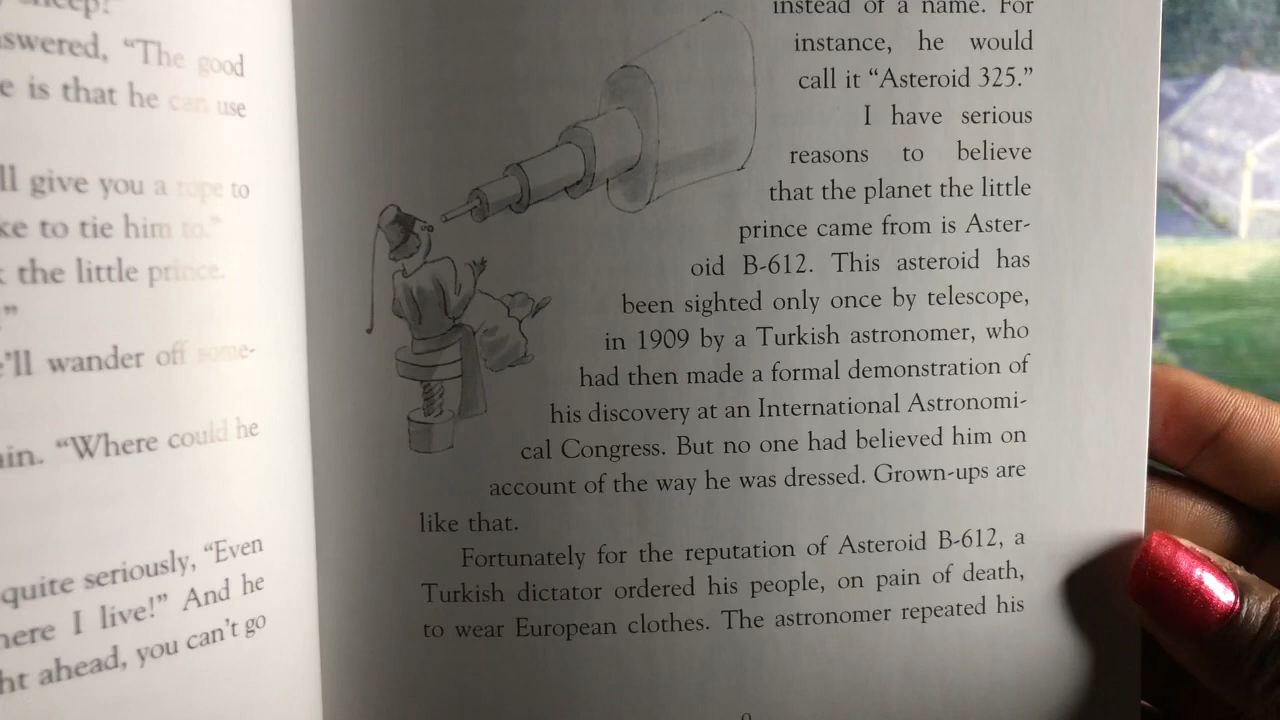 sheep!"
swered, “The good
e is that he can use
ll give you a rope to
ke to tie him to.”
the little prince.
”
'll wander off some-
ain. “Where could he
quite seriously, “Even
here I live!” And he
ht ahead, you can't go
instead of a name. For
instance, he would
call it “Asteroid 325.”
I have serious
reasons to believe
that the planet the little
prince came from is Aster-
oid B-612. This asteroid has
been sighted only once by telescope,
in 1909 by a Turkish astronomer, who
had then made a formal demonstration of
his discovery at an International Astronomi-
cal Congress. But no one had believed him on
account of the way he was dressed. Grown-ups are
like that.
Fortunately for the reputation of Asteroid B-612, a
Turkish dictator ordered his people, on pain of death,
to wear European clothes. The astronomer repeated his